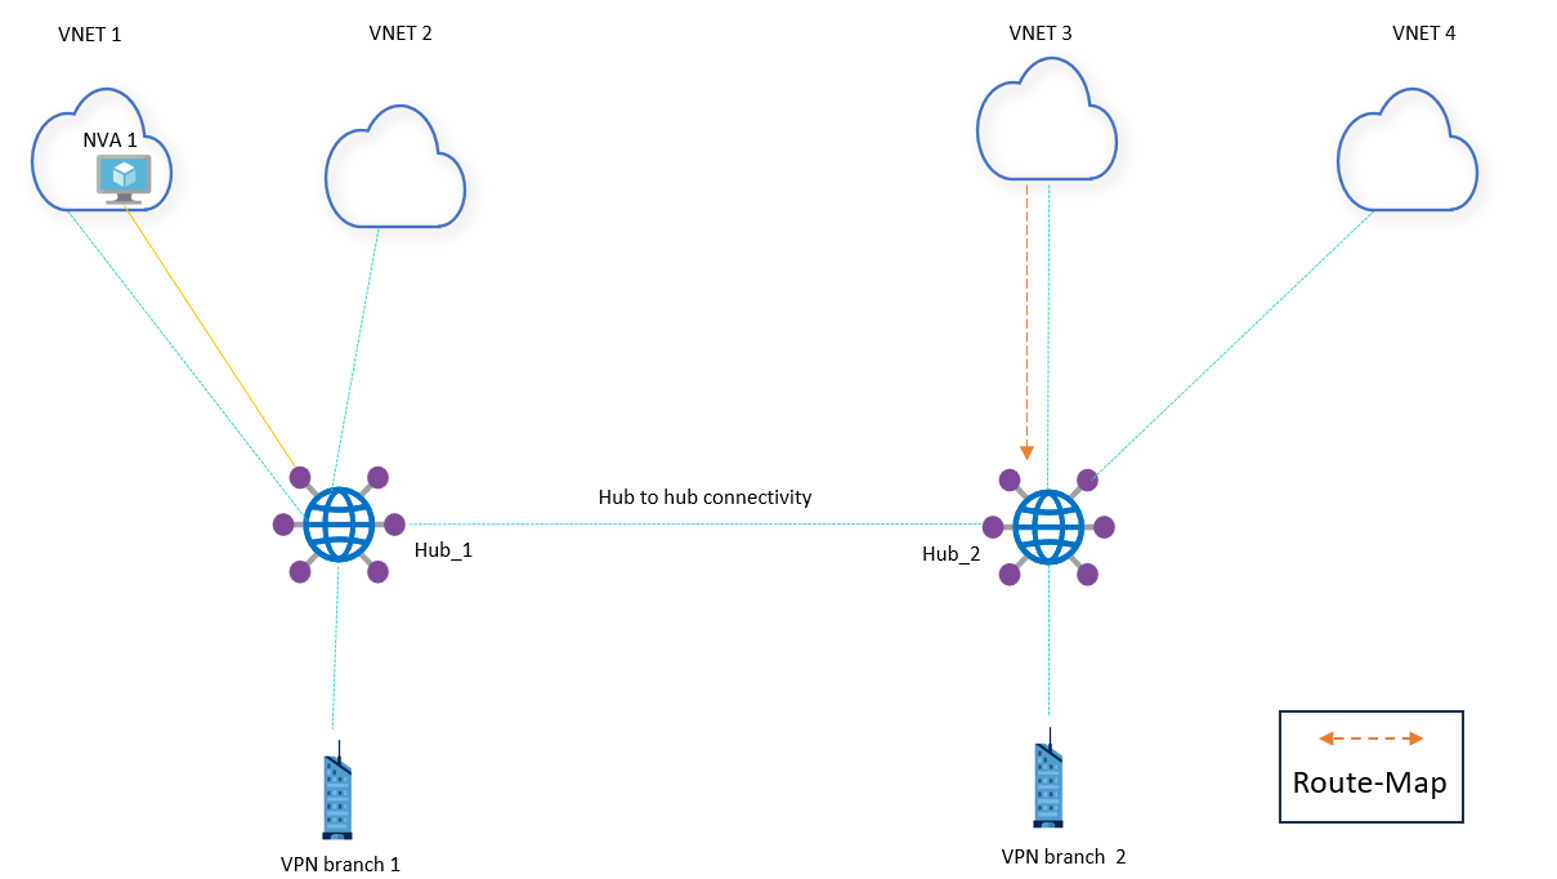 VNET 1
VNET 2
VNET 3
VNET 4
NVA 1
Hub to hub connectivity
Hub_1
Hub_2
Route-Map
VPN branch 1
VPN branch  2